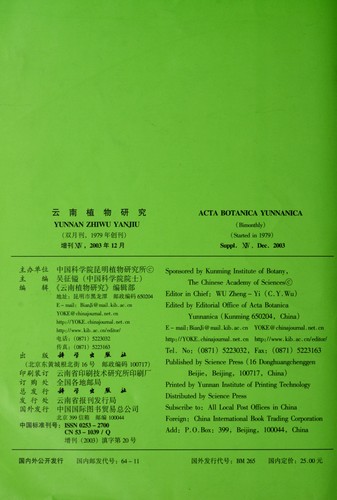 云 南 植 物 研 究
YUNNAN ZHIWU YANJIU
(双月刊, 1979 年创刊)
增刊 XIV, 2003 年 12 月
ACTA BOTANICA YUNNANICA
(Bimonthly)
(Started in 1979)
Suppl. XIV. Dec. 2003
主办单位 中国科学院昆明植物研究所ⓒ
主 编 吴征镒 (中国科学院院士)
编 辑 《云南植物研究》编辑部
地址: 昆明市黑龙潭 邮政编码 650204
E-mail: Bianji@mail.kib.ac.cn
YOKE@chinajournal.net.cn
http://YOKE.chinajournal.net.cn
http://www.kib.ac.cn/editor/
电话: (0871) 5223032
传真: (0871) 5223163
出 版 科 学 出 版 社
(北京东黄城根北街 16 号 邮政编码 100717)
印刷装订 云南省印刷技术研究所印刷厂
订 购 处 全国各地邮局
总 发 行 科 学 出 版 社
发 行 处 云南省报刊发行局
国外发行 中国国际图书贸易总公司
北京 399 信箱 邮编 100044
中国标准刊号: ISSN 0253-2700
CN 53-1039/Q
增刊 (2003) 滇字第 20 号
Sponsored by Kunming Institute of Botany,
The Chinese Academy of Sciencesⓒ
Editor in Chief: WU Zheng-Yi (C.Y.Wu)
Edited by Editorial Office of Acta Botanica
Yunnanica (Kunming 650204, China)
E-mail: Bianji@mail.kib.ac.cn YOKE@chinajournal.net.cn
http://YOKE.chinajournal.net.cn http://www.kib.ac.cn/editor/
Tel. No: (0871) 5223032, Fax: (0871) 5223163
Published by Science Press (16 Donghuangchenggen
Beijie, Beijing, 100717, China)
Printed by Yunnan Institute of Printing Technology
Distributed by Science Press
Subscribe to: All Local Post Offices in China
Foreign: China International Book Trading Corporation
Add: P.O.Box: 399, Beijing, 100044, China
国内外公开发行 国内邮发代号: 64-11 国外发行代号: BM 265 国内定价: 25.00 元